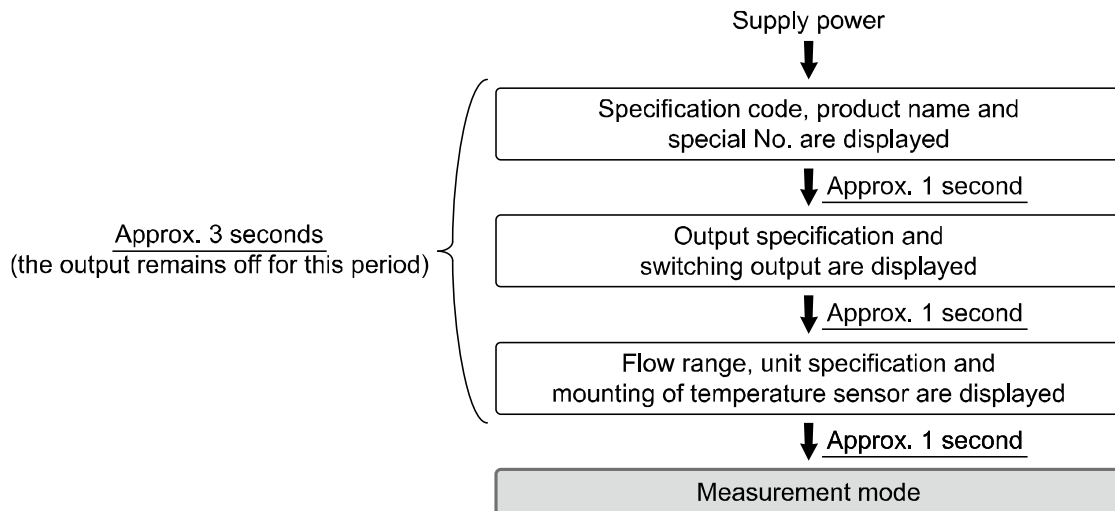 Supply power
Specification code, product name and
special No. are displayed
Approx. 1 second
Approx. 3 seconds
(the output remains off for this period)
Output specification and
switching output are displayed
Approx. 1 second
Flow range, unit specification and
mounting of temperature sensor are displayed
Approx. 1 second
Measurement mode